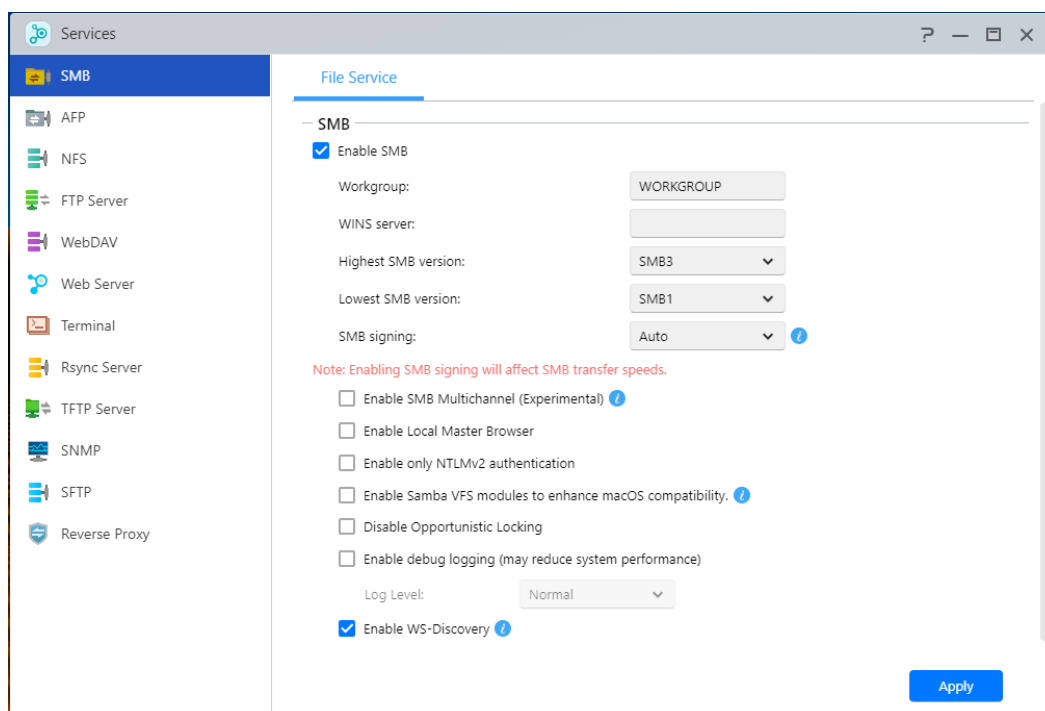 Services
SMB
AFP
NFS
FTP Server
WebDAV
Web Server
Terminal
Rsync Server
TFTP Server
SNMP
SFTP
Reverse Proxy
File Service
SMB
Enable SMB
Workgroup: WORKGROUP
WINS server:
Highest SMB version: SMB3
Lowest SMB version: SMB1
SMB signing: Auto
Note: Enabling SMB signing will affect SMB transfer speeds.
Enable SMB Multichannel (Experimental)
Enable Local Master Browser
Enable only NTLMv2 authentication
Enable Samba VFS modules to enhance macOS compatibility.
Disable Opportunistic Locking
Enable debug logging (may reduce system performance)
Log Level: Normal
Enable WS-Discovery
Apply